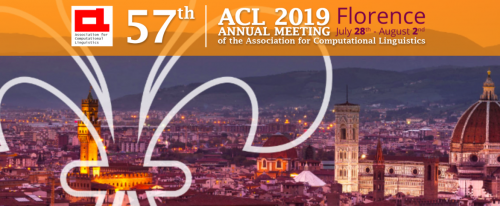 Association for
Computational
Linguistics
57th
ACL 2019
ANNUAL MEETING
of the Association for Computational Linguistics
Florence
July 28th - August 2nd